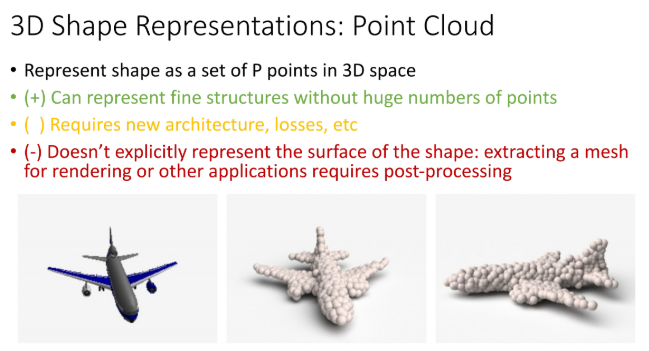 3D Shape Representations: Point Cloud
• Represent shape as a set of P points in 3D space
• (+) Can represent fine structures without huge numbers of points
• ( ) Requires new architecture, losses, etc
• (-) Doesn’t explicitly represent the surface of the shape: extracting a mesh
for rendering or other applications requires post-processing